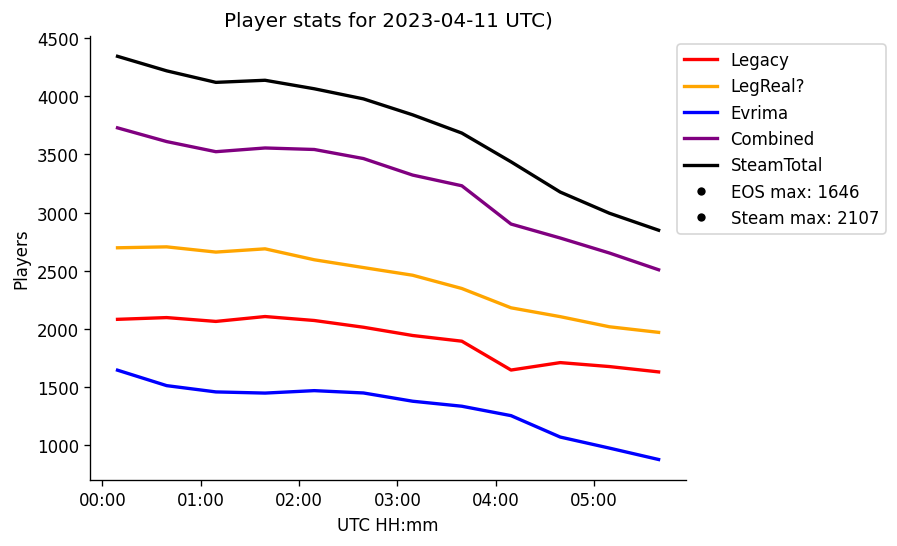 Player stats for 2023-04-11 UTC)
4500
4000
3500
3000
2500
2000
1500
1000
Players
00:00 01:00 02:00 03:00 04:00 05:00
UTC HH:mm
Legacy
LegReal?
Evrima
Combined
SteamTotal
EOS max: 1646
Steam max: 2107